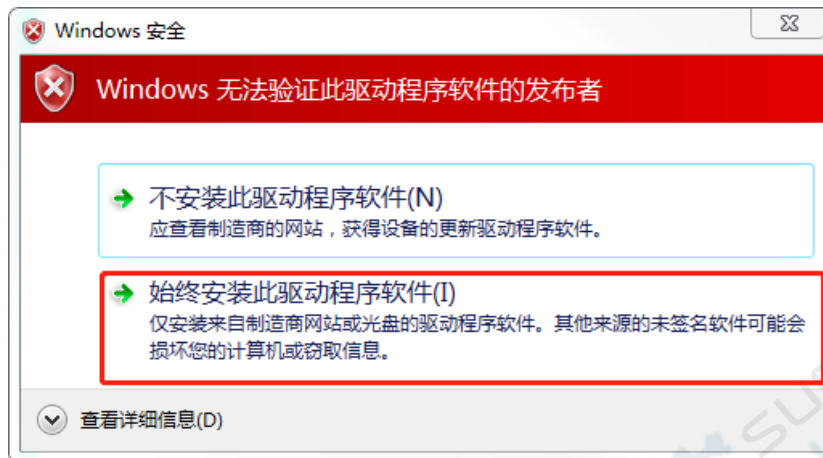 Windows 安全
Windows 无法验证此驱动程序软件的发布者
不安装此驱动程序软件(N)
应查看制造商的网站，获得设备的更新驱动程序软件。
始终安装此驱动程序软件(I)
仅安装来自制造商网站或光盘的驱动程序软件。其他来源的未签名软件可能会
损坏您的计算机或窃取信息。
查看详细信息(D)